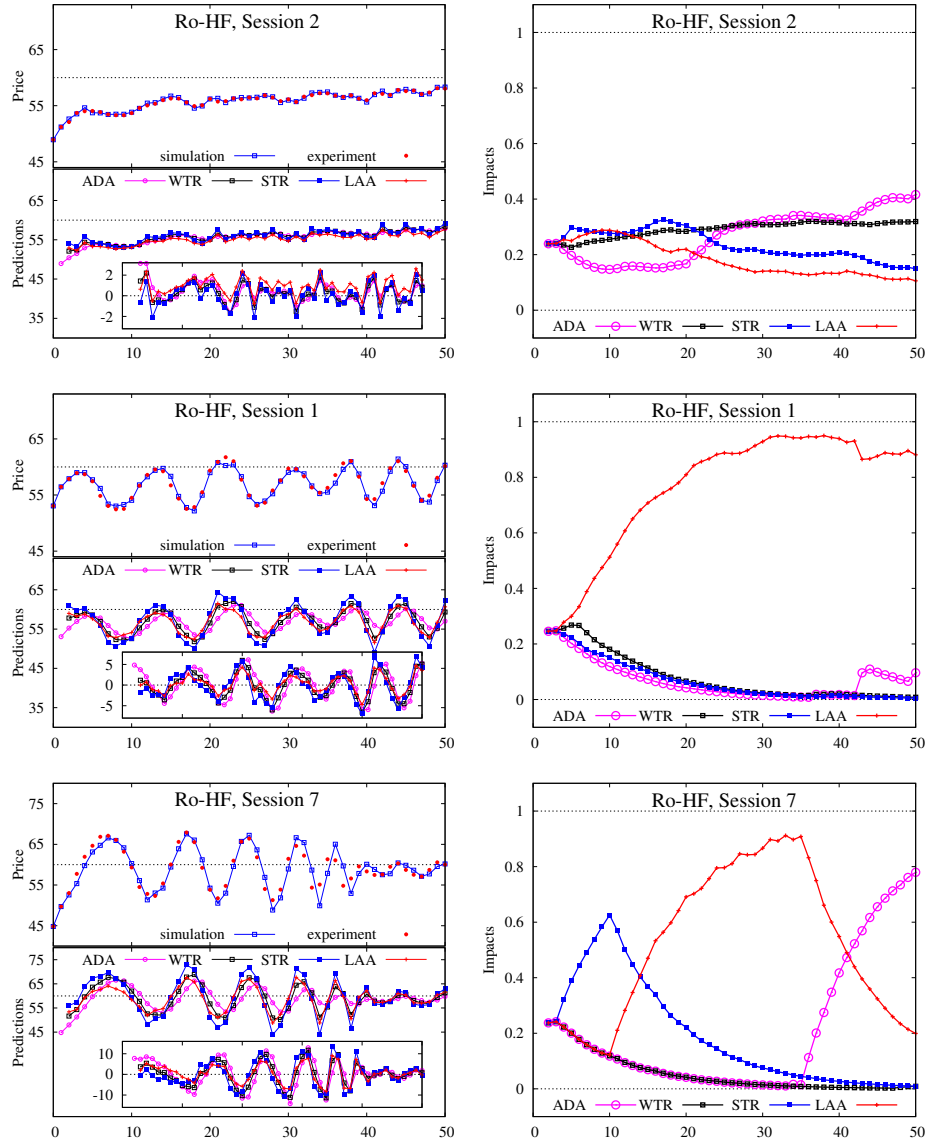 Ro-HF, Session 2
65
55
45
Price
simulation experiment
ADA WTR STR LAA
65
55
45
35
Predictions
2
0
-2
0 10 20 30 40 50
Ro-HF, Session 2
1
0.8
0.6
0.4
0.2
0
Impacts
ADA WTR STR LAA
0 10 20 30 40 50
Ro-HF, Session 1
65
55
45
Price
simulation experiment
ADA WTR STR LAA
65
55
45
35
Predictions
5
0
-5
0 10 20 30 40 50
Ro-HF, Session 1
1
0.8
0.6
0.4
0.2
0
Impacts
ADA WTR STR LAA
0 10 20 30 40 50
Ro-HF, Session 7
75
65
55
45
Price
simulation experiment
ADA WTR STR LAA
75
65
55
45
Predictions
10
0
-10
0 10 20 30 40 50
Ro-HF, Session 7
1
0.8
0.6
0.4
0.2
0
Impacts
ADA WTR STR LAA
0 10 20 30 40 50